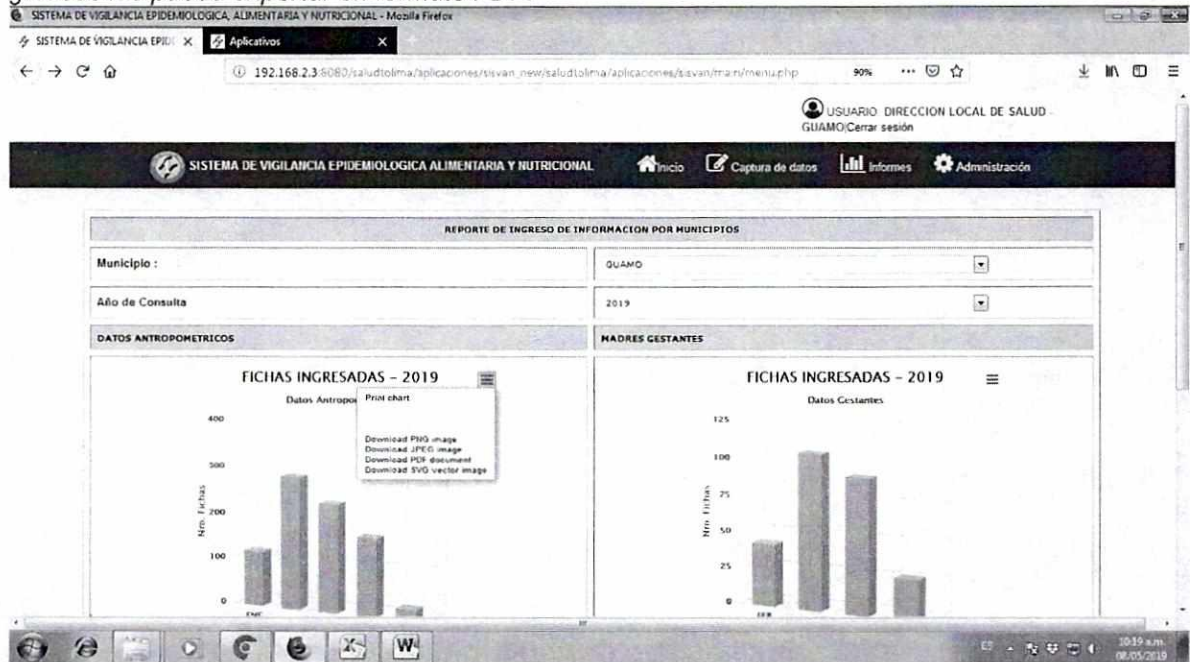 SISTEMA DE VIGILANCIA EPIDEMIOLOGICA, ALIMENTARIA Y NUTRICIONAL - Mozilla Firefox
SISTEMA DE VIGILANCIA EPID
Aplicativos
192.168.2.3:8080/saludtolima/aplicaciones/sisvan_new/saludtolima/aplicaciones/sisvan/main/menu.php
90%
USUARIO DIRECCION LOCAL DE SALUD -
GUAMO|Cerrar sesión
SISTEMA DE VIGILANCIA EPIDEMIOLOGICA ALIMENTARIA Y NUTRICIONAL
Inicio
Captura de datos
Informes
Administración
REPORTE DE INGRESO DE INFORMACION POR MUNICIPIOS
Municipio :
GUAMO
Año de Consulta
2019
DATOS ANTROPOMETRICOS
MADRES GESTANTES
FICHAS INGRESADAS - 2019
Datos Antropo
Print chart
Download PNG image
Download JPEG image
Download PDF document
Download SVG vector image
400
300
200
100
0
Nro. Fichas
ENE
FICHAS INGRESADAS - 2019
Datos Gestantes
125
100
75
50
25
0
Nro. Fichas
FEB
ES
10:19 a.m.
08/05/2019